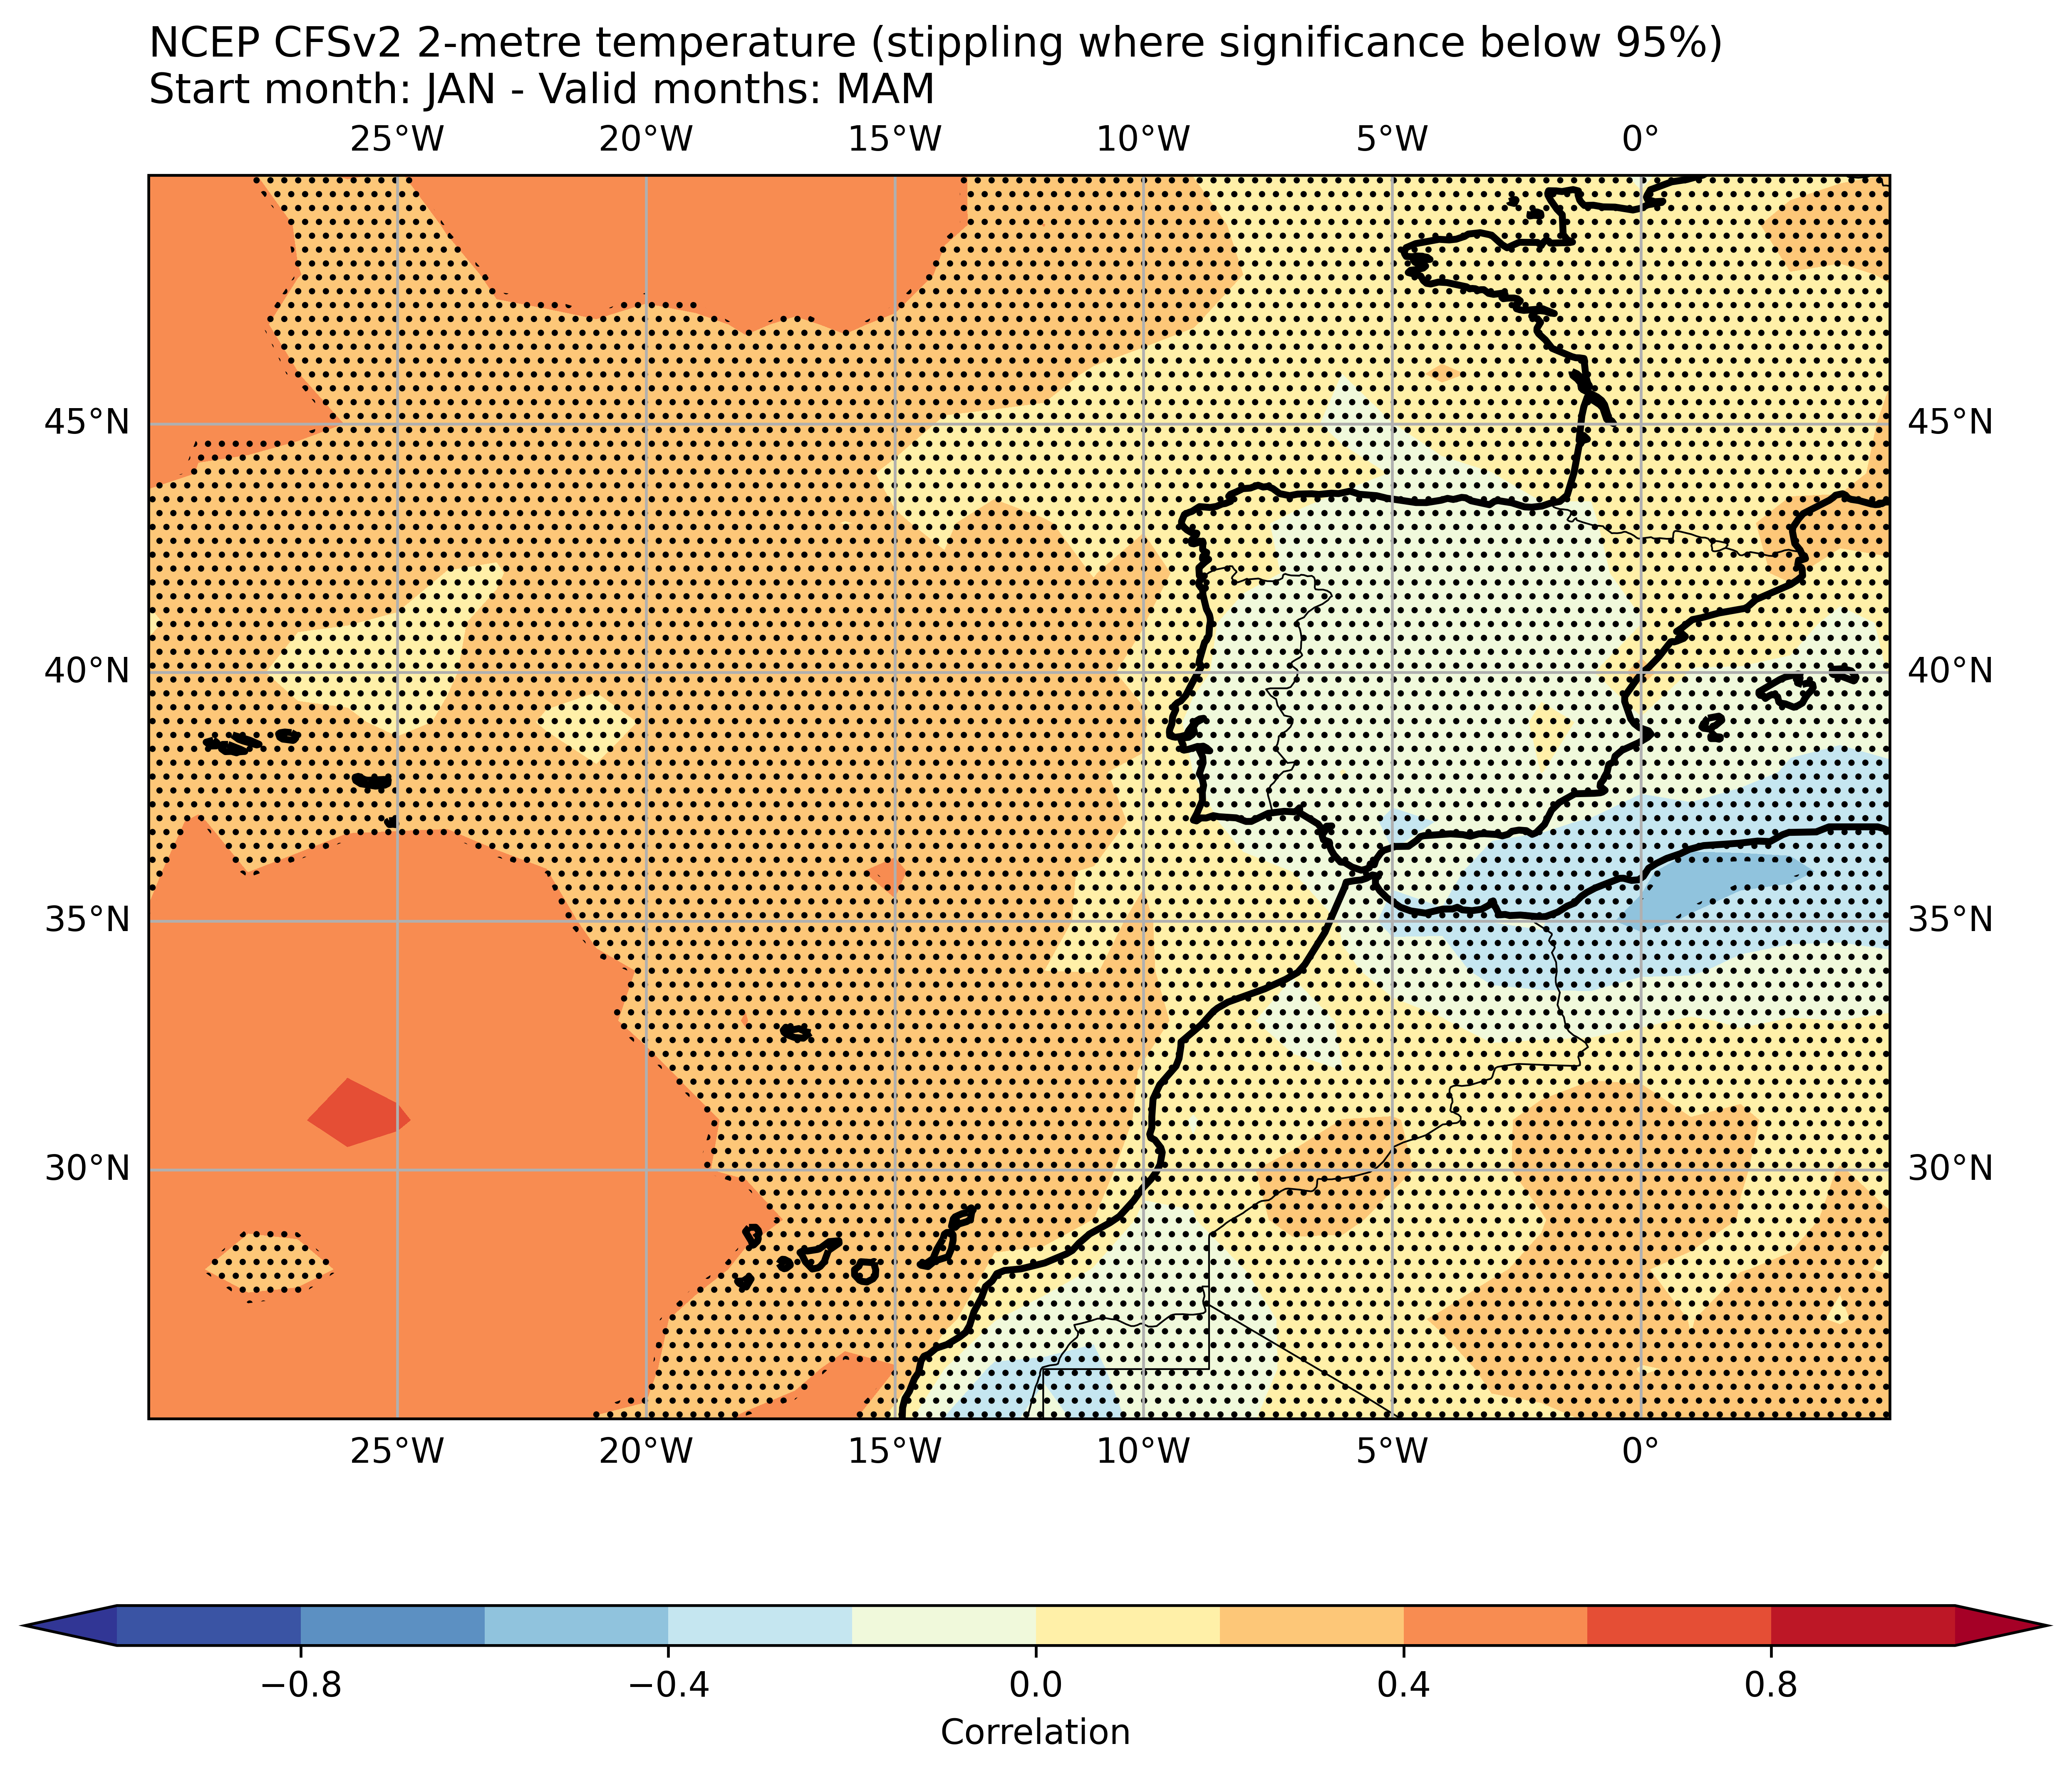 NCEP CFSv2 2-metre temperature (stippling where significance below 95%)
Start month: JAN - Valid months: MAM
25°W 20°W 15°W 10°W 5°W 0°
45°N 45°N
40°N 40°N
35°N 35°N
30°N 30°N
25°W 20°W 15°W 10°W 5°W 0°
−0.8 −0.4 0.0 0.4 0.8
Correlation